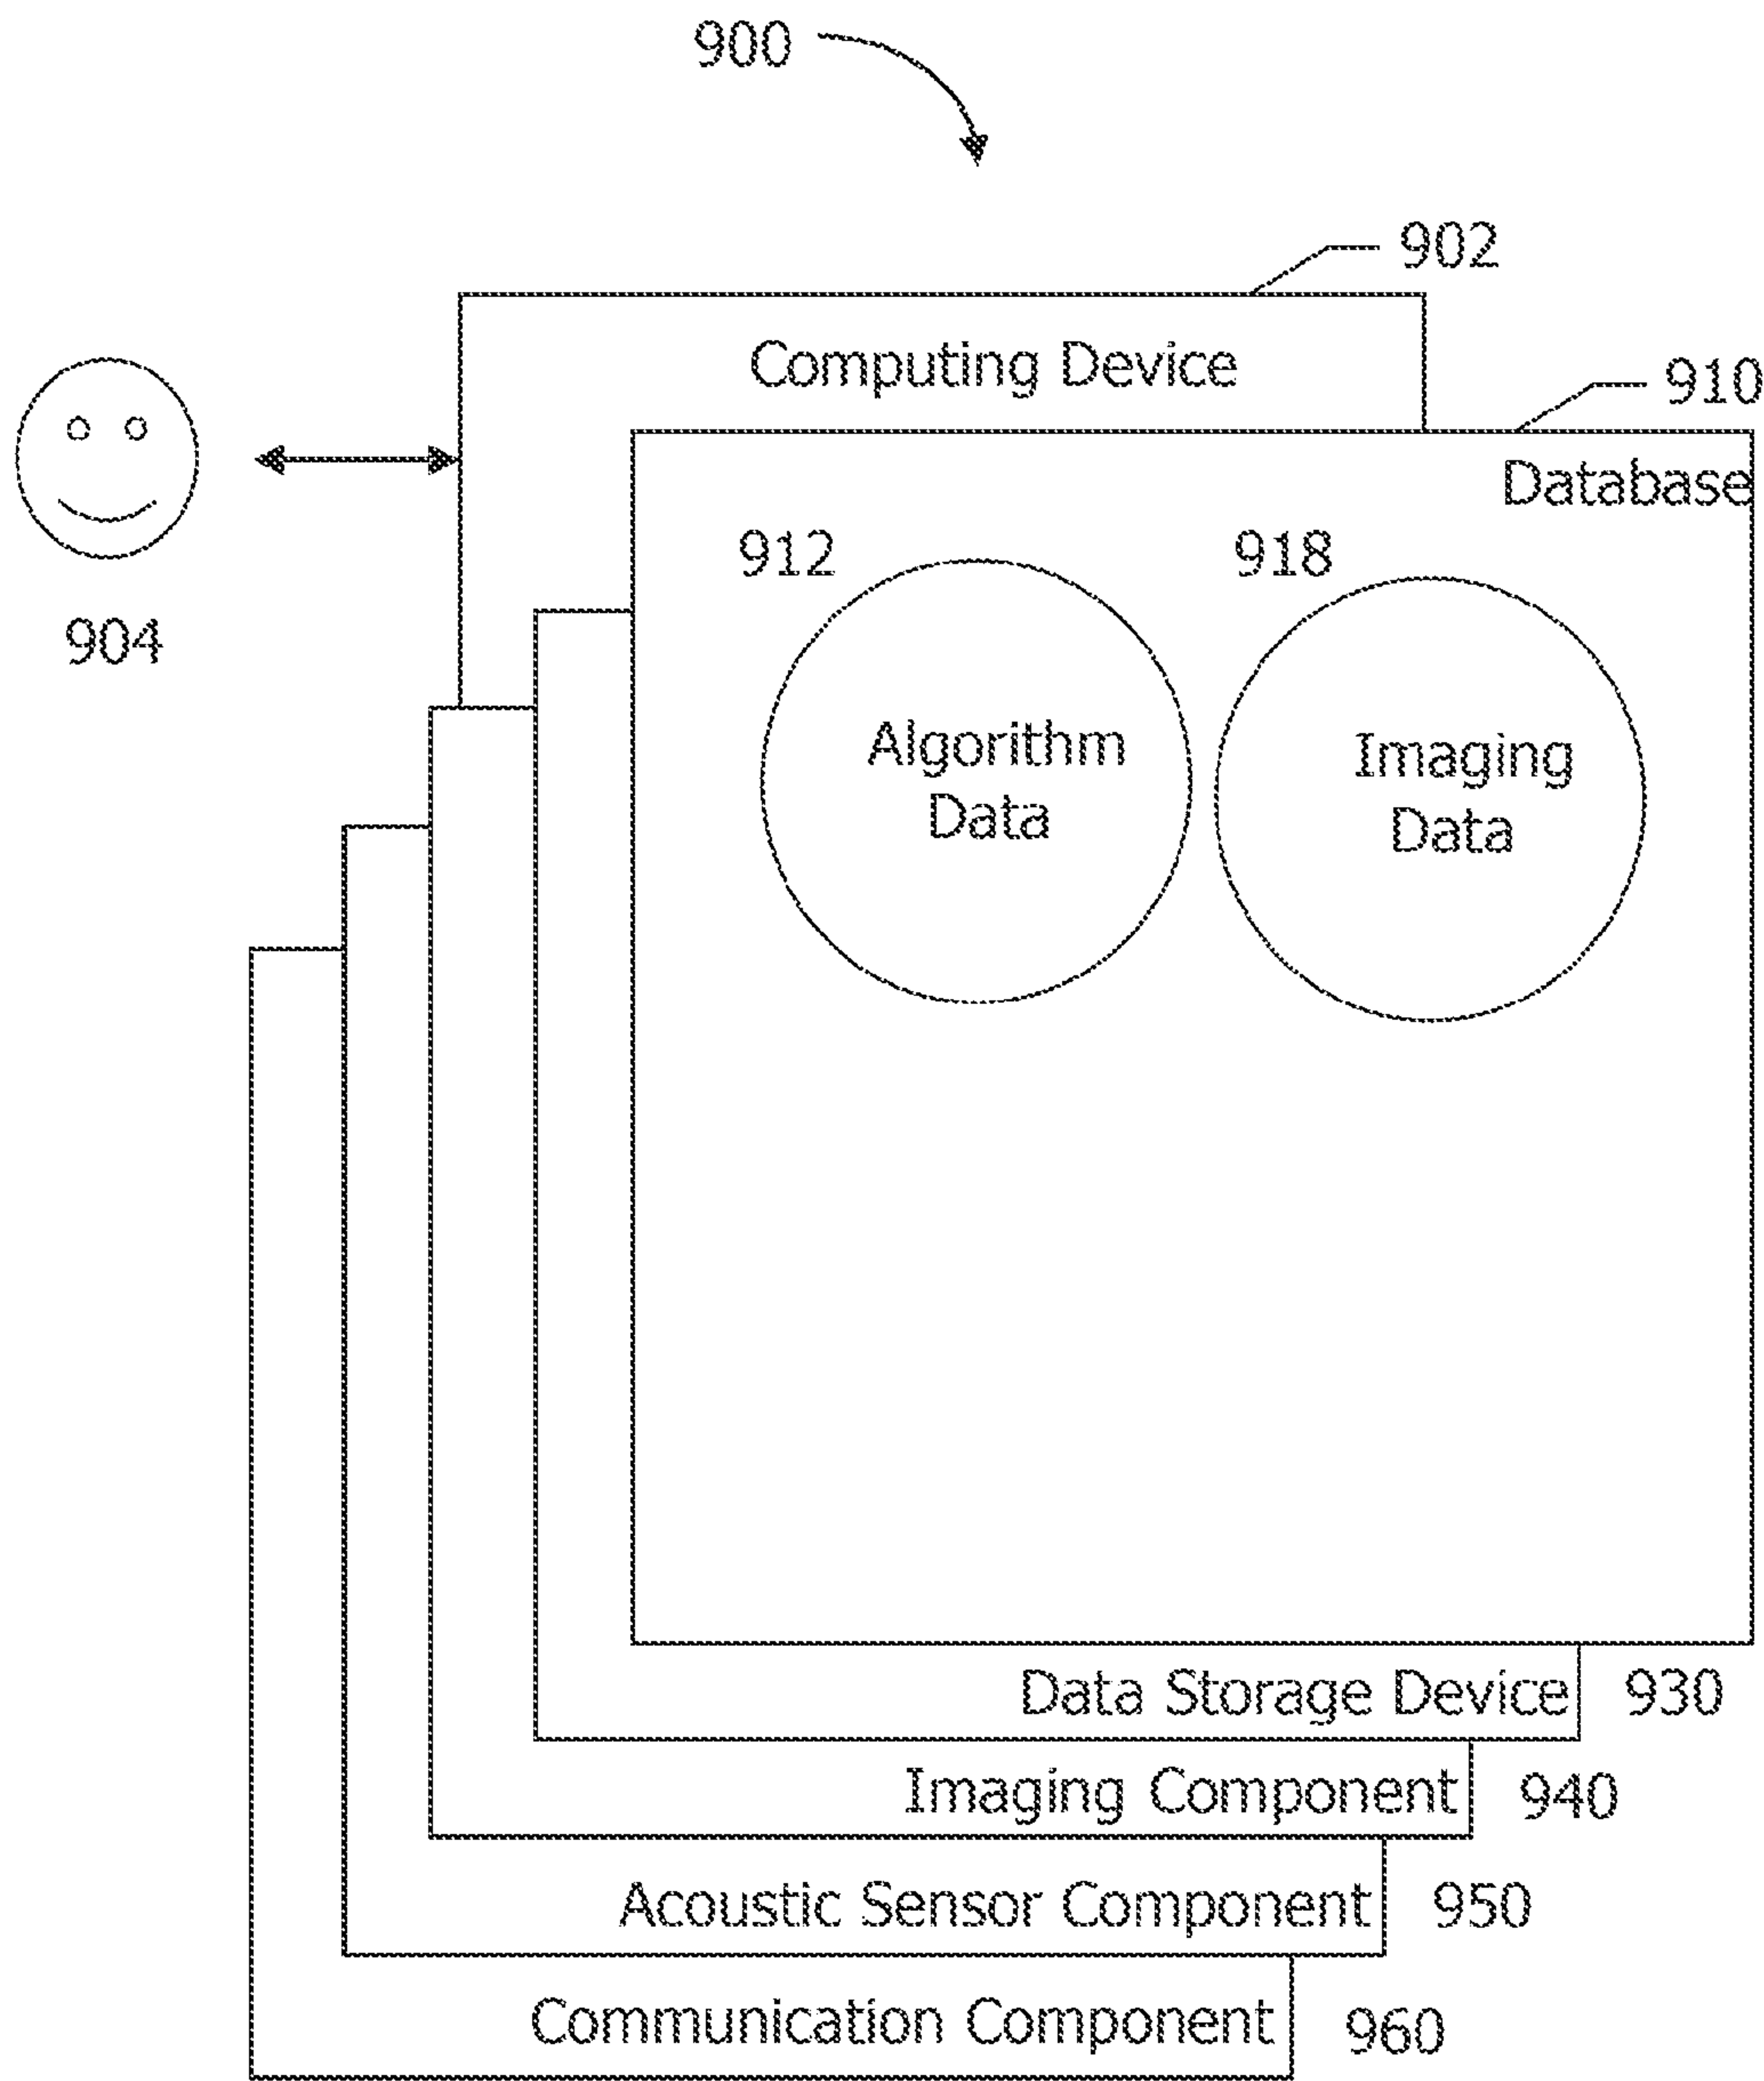 900
902
Computing Device
910
Database
912
918
904
Algorithm
Data
Imaging
Data
Data Storage Device
930
Imaging Component
940
Acoustic Sensor Component
950
Communication Component
960